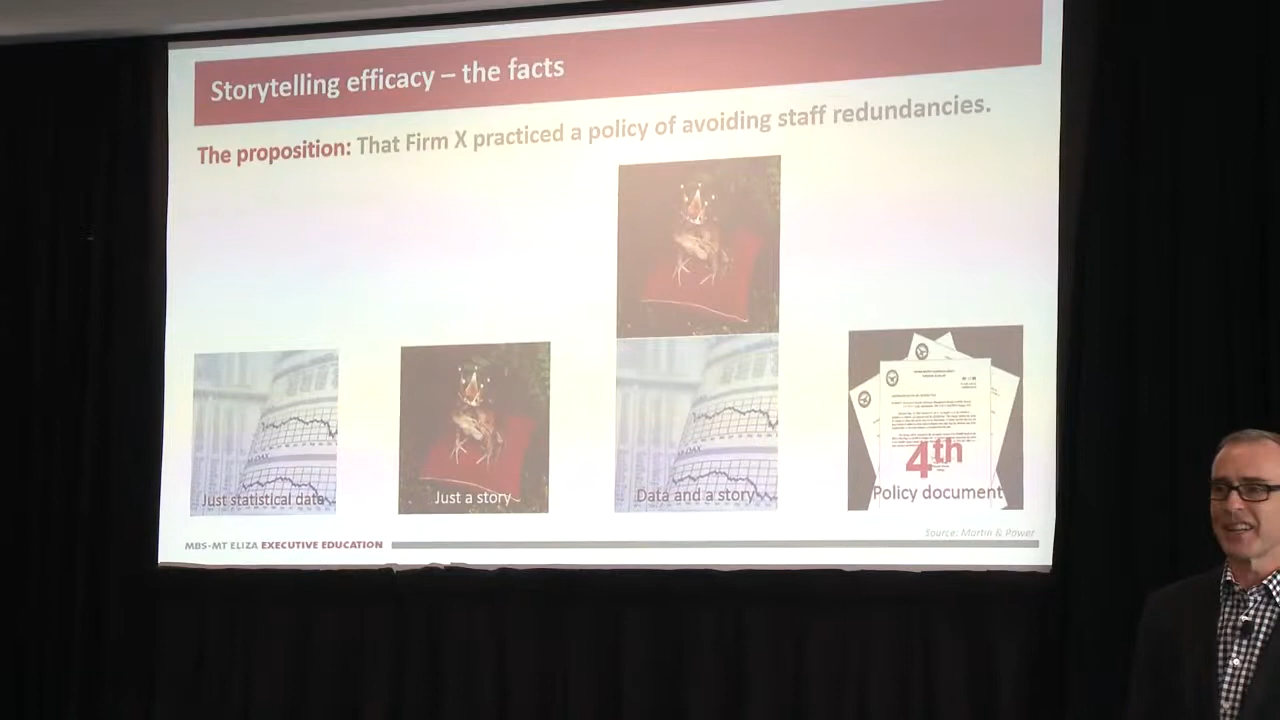 Storytelling efficacy – the facts
The proposition: That Firm X practiced a policy of avoiding staff redundancies.
Just statistical data
Just a story
Data and a story
4th
Policy document
Source: Martin & Power
MBS-MT ELIZA EXECUTIVE EDUCATION